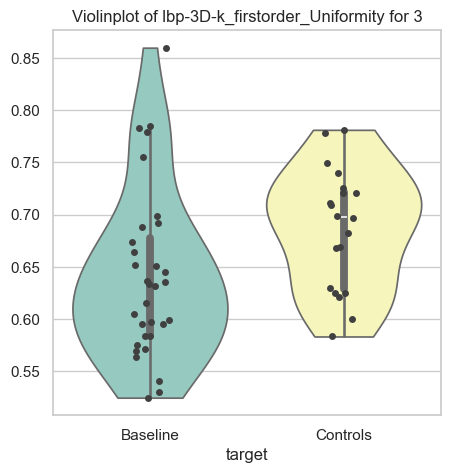 Violinplot of lbp-3D-k_firstorder_Uniformity for 3
0.85
0.80
0.75
0.70
0.65
0.60
0.55
Baseline
Controls
target